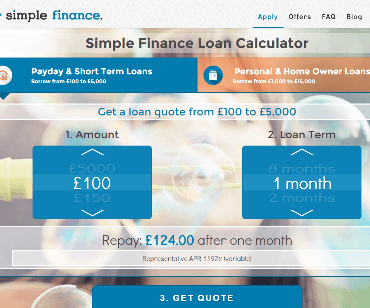 simple finance.
Apply Offers FAQ Blog
Simple Finance Loan Calculator
Payday & Short Term Loans
Borrow from £100 to £5,000
Personal & Home Owner Loans
Borrow from £1,000 to £15,000
Get a loan quote from £100 to £5,000
1. Amount
2. Loan Term
£5000
£100
£150
8 months
1 month
2 months
Repay: £124.00 after one month
Representative APR 1192% (variable)
3. GET QUOTE